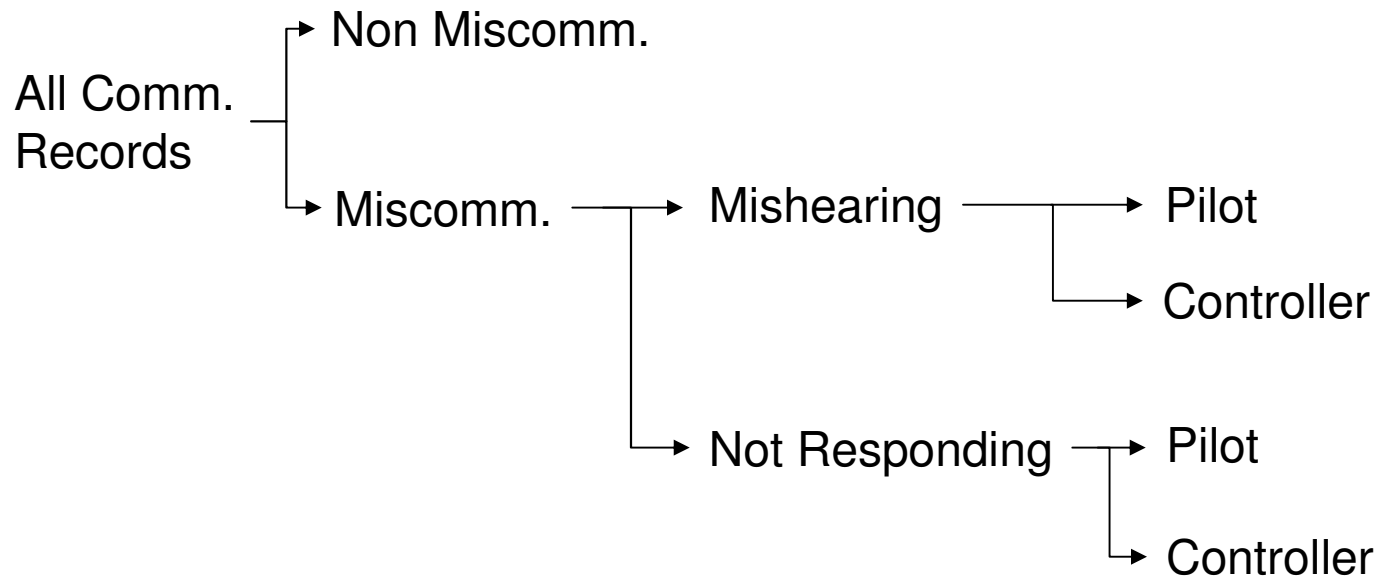 Non Miscomm.
All Comm.
Records
Miscomm.
Mishearing
Pilot
Controller
Not Responding
Pilot
Controller